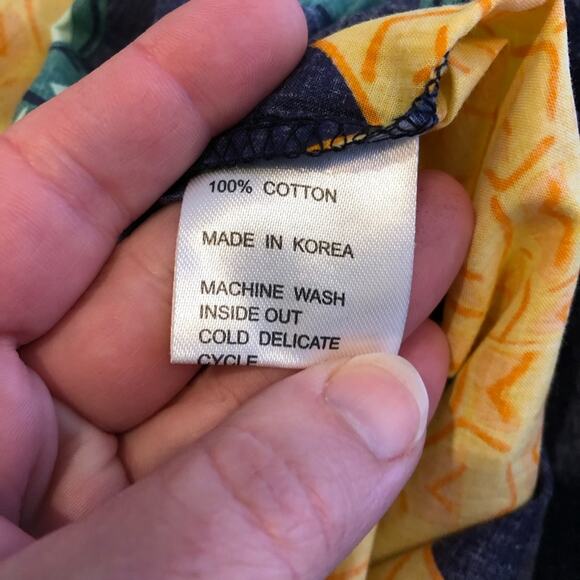 100% COTTON
MADE IN KOREA
MACHINE WASH
INSIDE OUT
COLD DELICATE
CYCLE